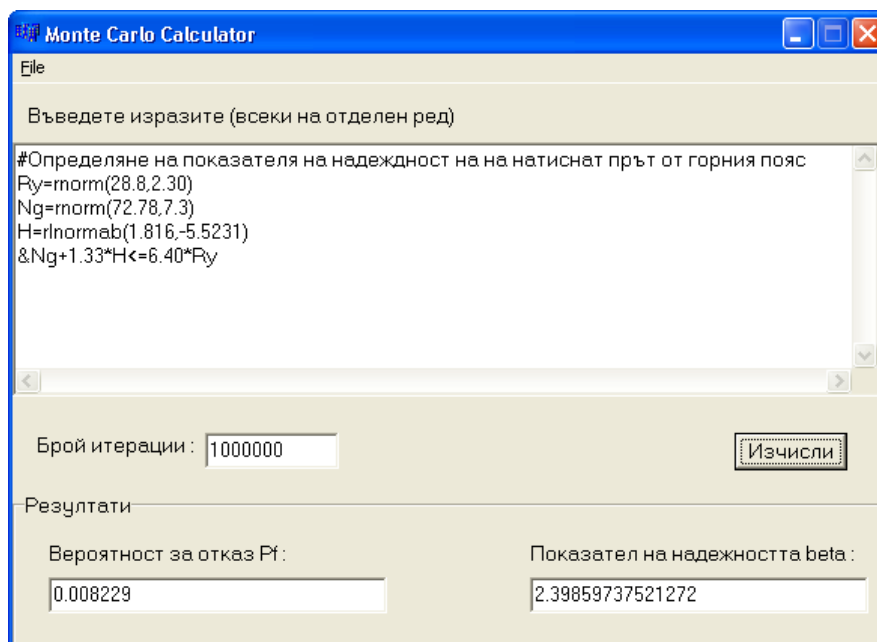 Monte Carlo Calculator
File
Въведете изразите (всеки на отделен ред)
#Определяне на показателя на надеждност на на натиснат прът от горния пояс
Ry=rnorm(28.8,2.30)
Ng=rnorm(72.78,7.3)
H=rlnormab(1.816,-5.5231)
&Ng+1.33*H<=6.40*Ry
Брой итерации : 1000000
Изчисли
Резултати
Вероятност за отказ Pf : Показател на надежността beta :
0.008229 2.39859737521272